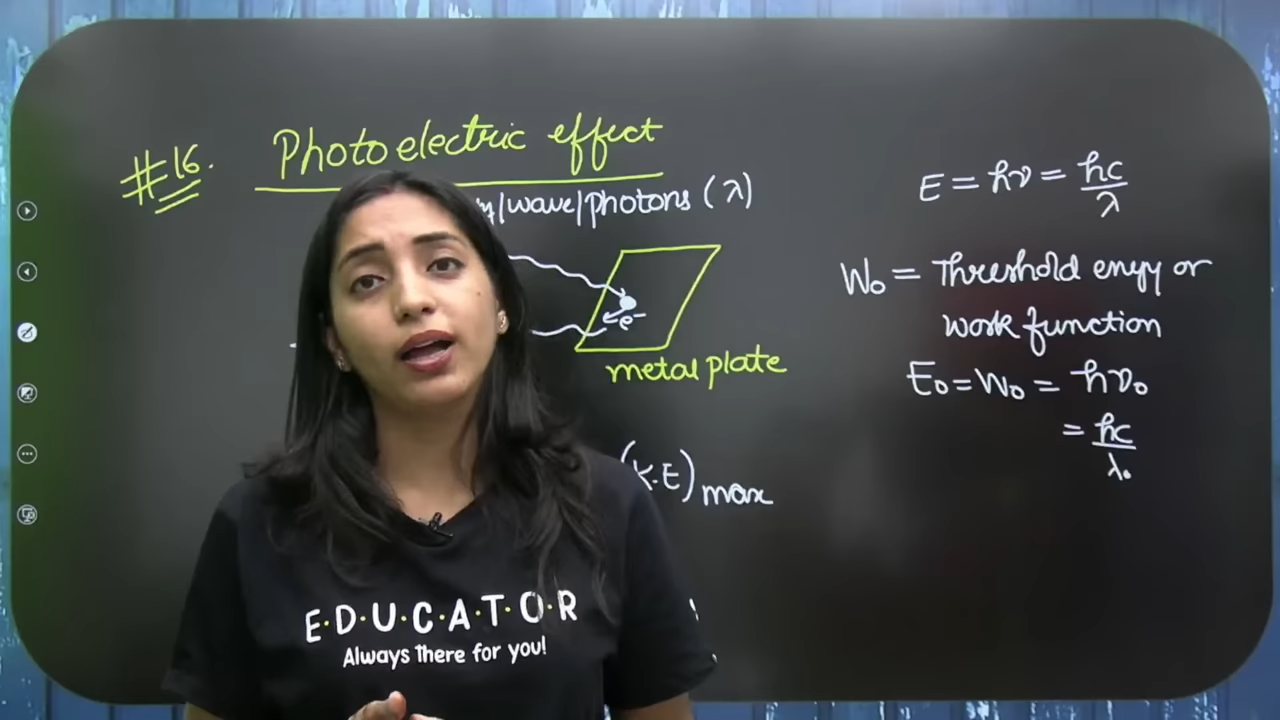 #16. Photoelectric effect
/wave/photons (λ)
e⁻
metal plate
(K.E)max
E = hν = hc/λ
W₀ = Threshold enrgy or
work function
E₀ = W₀ = hν₀
= hc/λ₀
E·D·U·C·A·T·O·R
Always there for you!